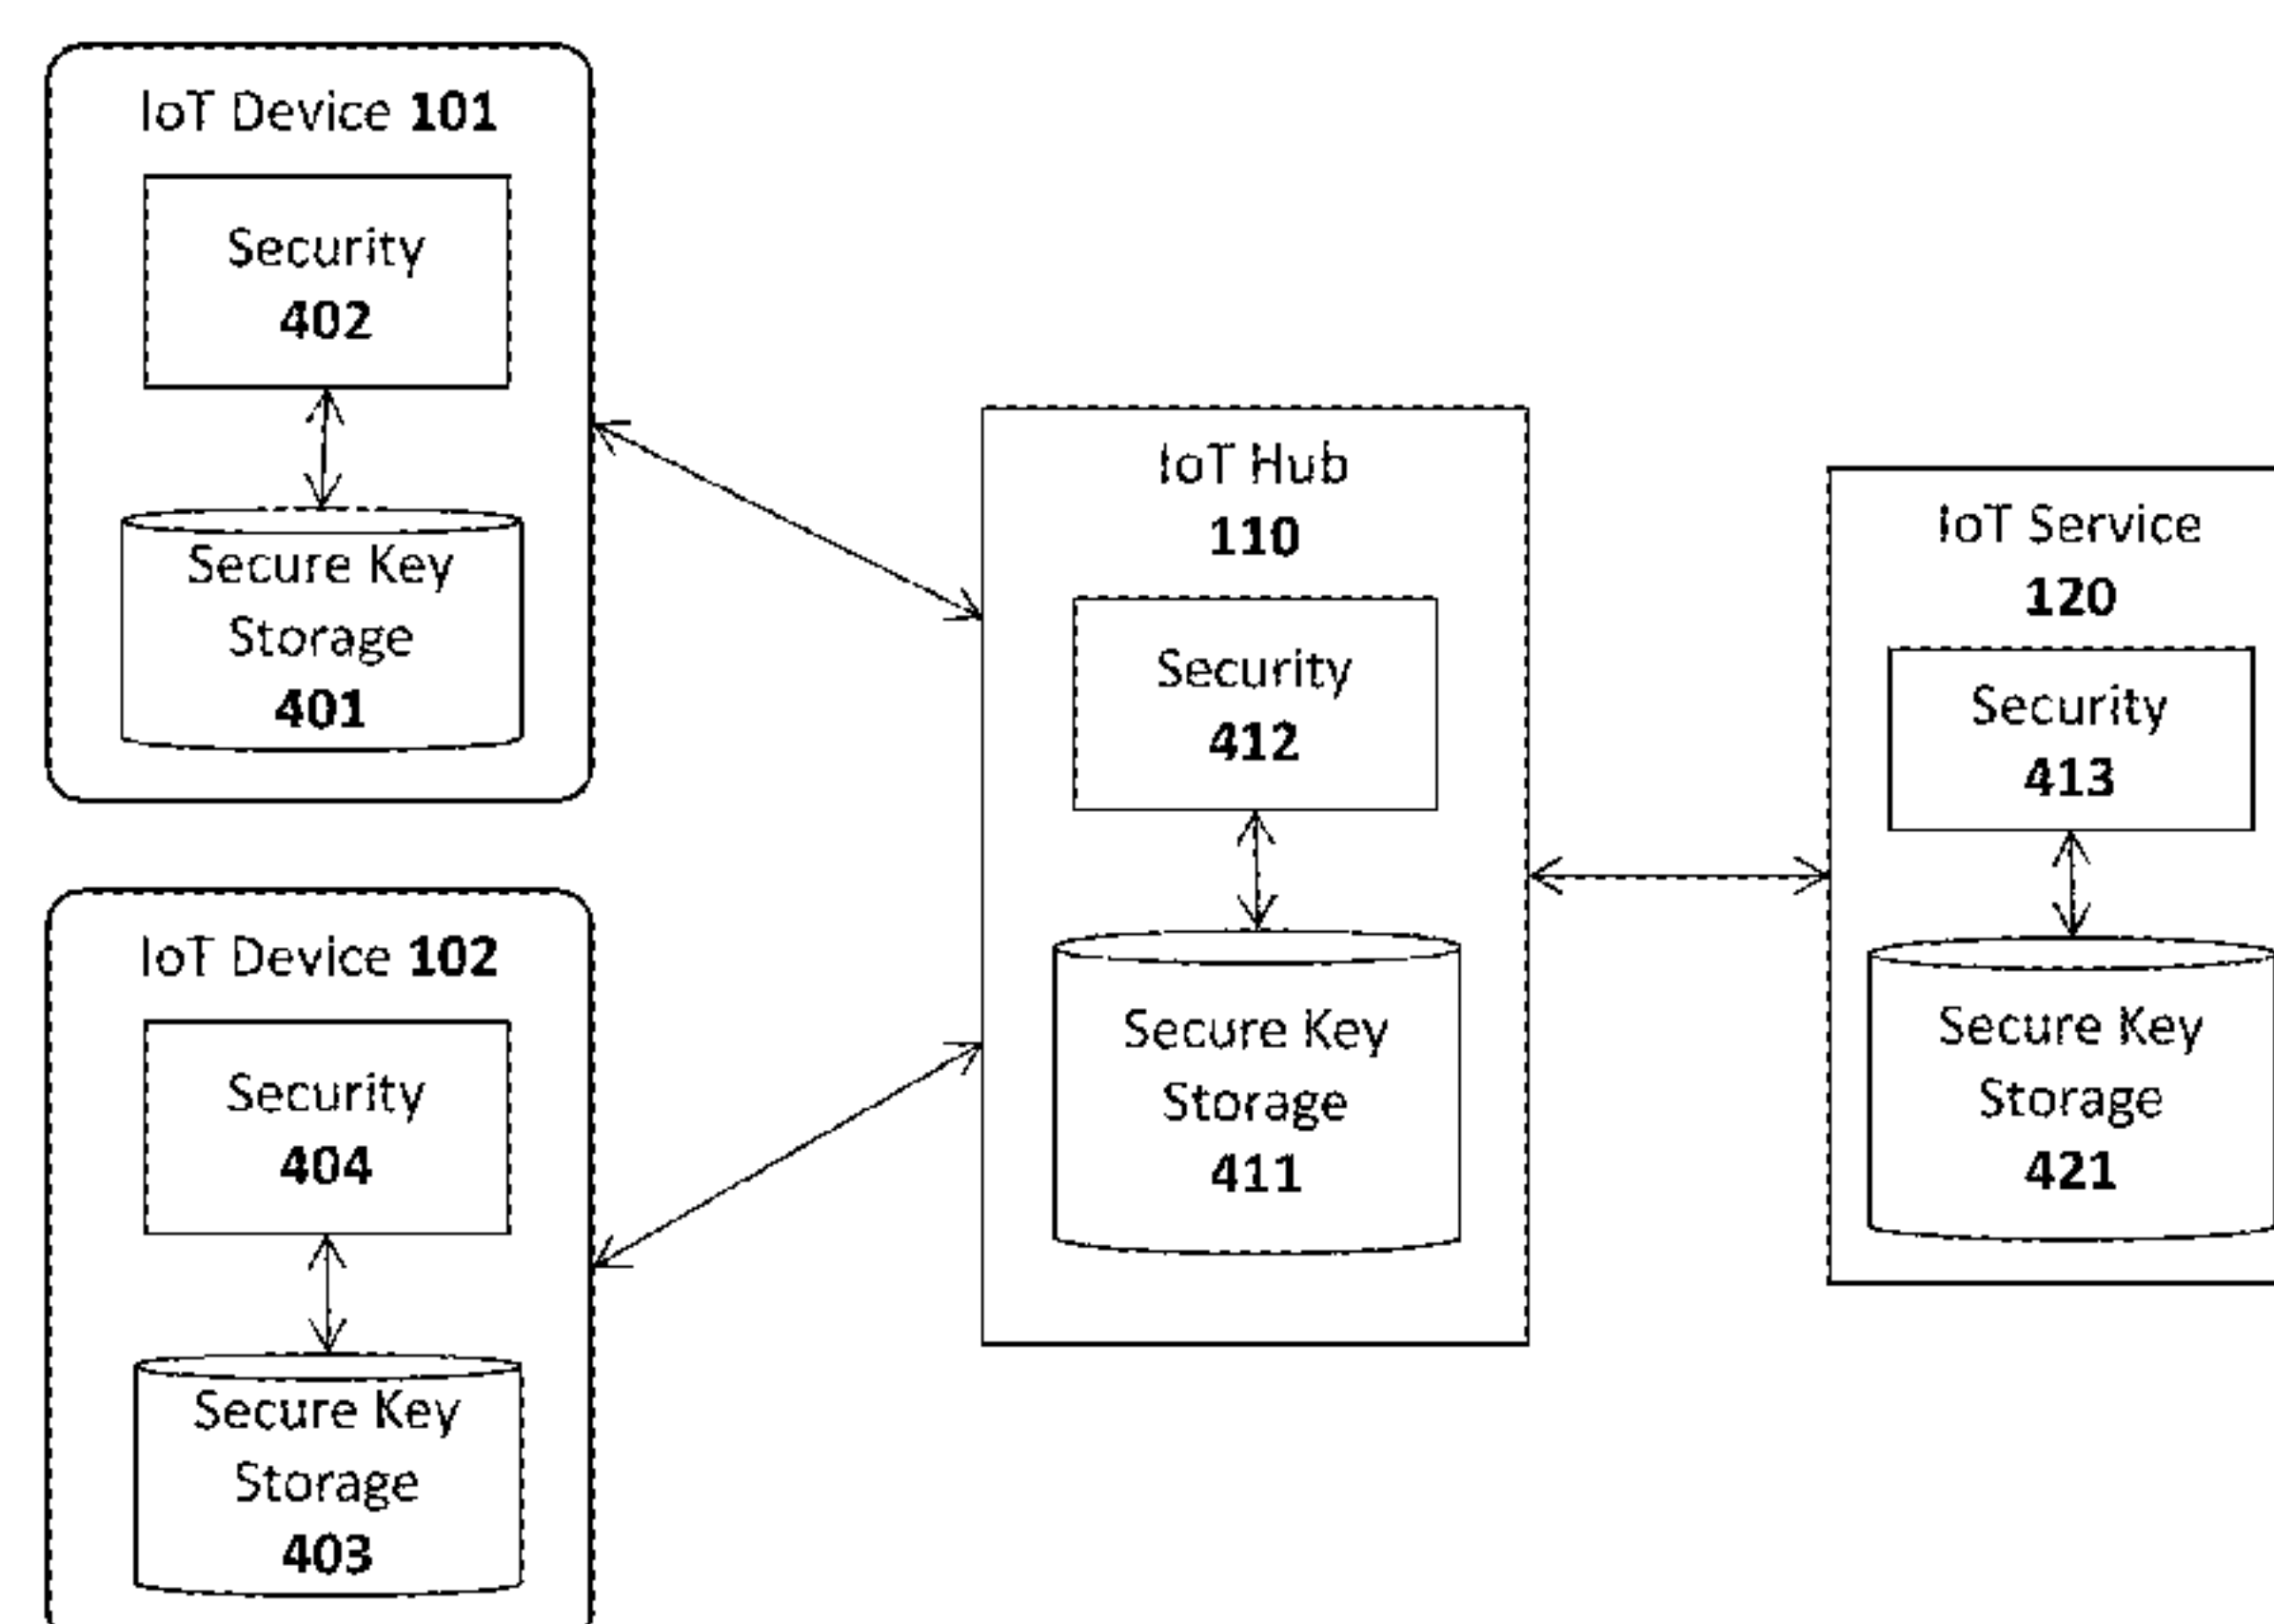 IoT Device 101
Security
402
Secure Key
Storage
401
IoT Device 102
Security
404
Secure Key
Storage
403
IoT Hub
110
Security
412
Secure Key
Storage
411
IoT Service
120
Security
413
Secure Key
Storage
421